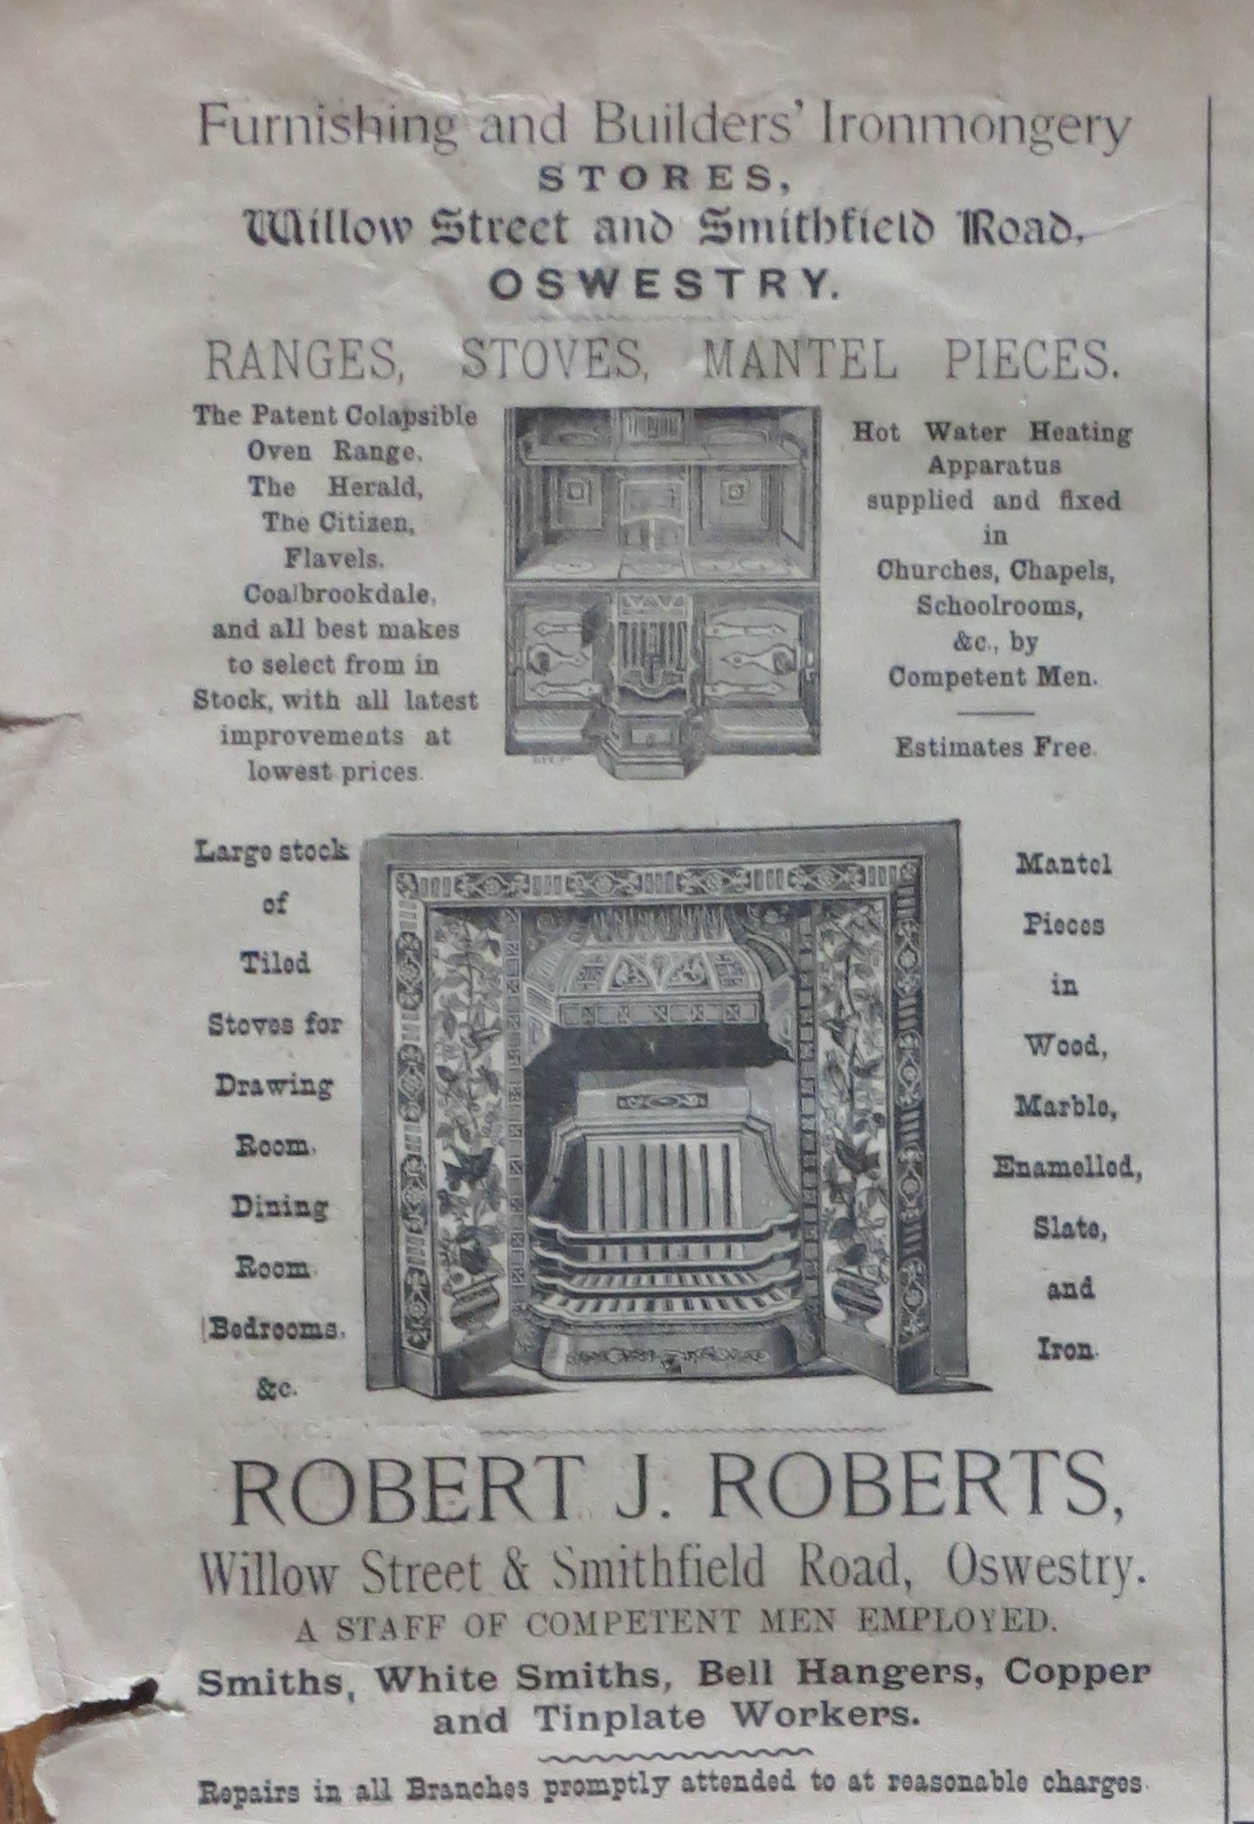 Furnishing and Builders' Ironmongery
STORES,
Willow Street and Smithfield Road,
OSWESTRY.
RANGES, STOVES, MANTEL PIECES.
The Patent Colapsible
Oven Range,
The Herald,
The Citizen,
Flavels,
Coalbrookdale,
and all best makes
to select from in
Stock, with all latest
improvements at
lowest prices.
Hot Water Heating
Apparatus
supplied and fixed
in
Churches, Chapels,
Schoolrooms,
&c., by
Competent Men.
Estimates Free.
Large stock
of
Tiled
Stoves for
Drawing
Room,
Dining
Room
Bedrooms,
&c.
Mantel
Pieces
in
Wood,
Marble,
Enamelled,
Slate,
and
Iron.
ROBERT J. ROBERTS,
Willow Street & Smithfield Road, Oswestry.
A STAFF OF COMPETENT MEN EMPLOYED.
Smiths, White Smiths, Bell Hangers, Copper
and Tinplate Workers.
Repairs in all Branches promptly attended to at reasonable charges.